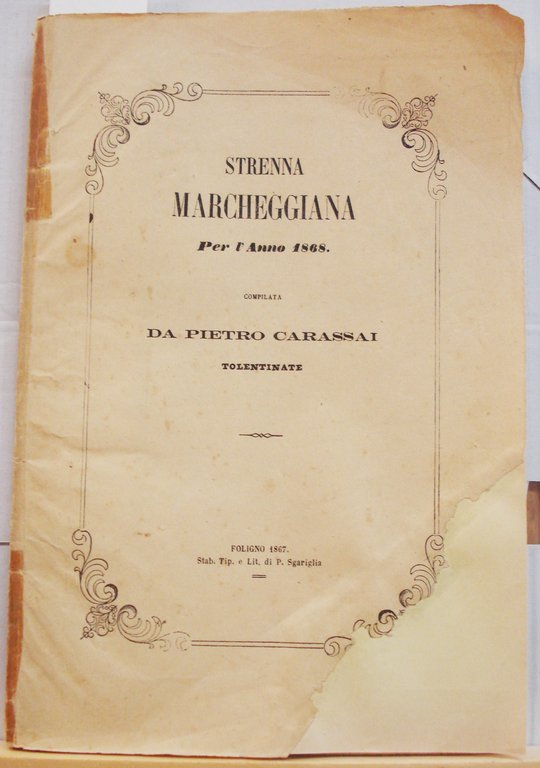 STRENNA
MARCHEGGIANA
Per l'Anno 1868.
COMPILATA
DA PIETRO CARASSAI
TOLENTINATE
FOLIGNO 1867.
Stab. Tip. e Lit. di P. Sgariglia